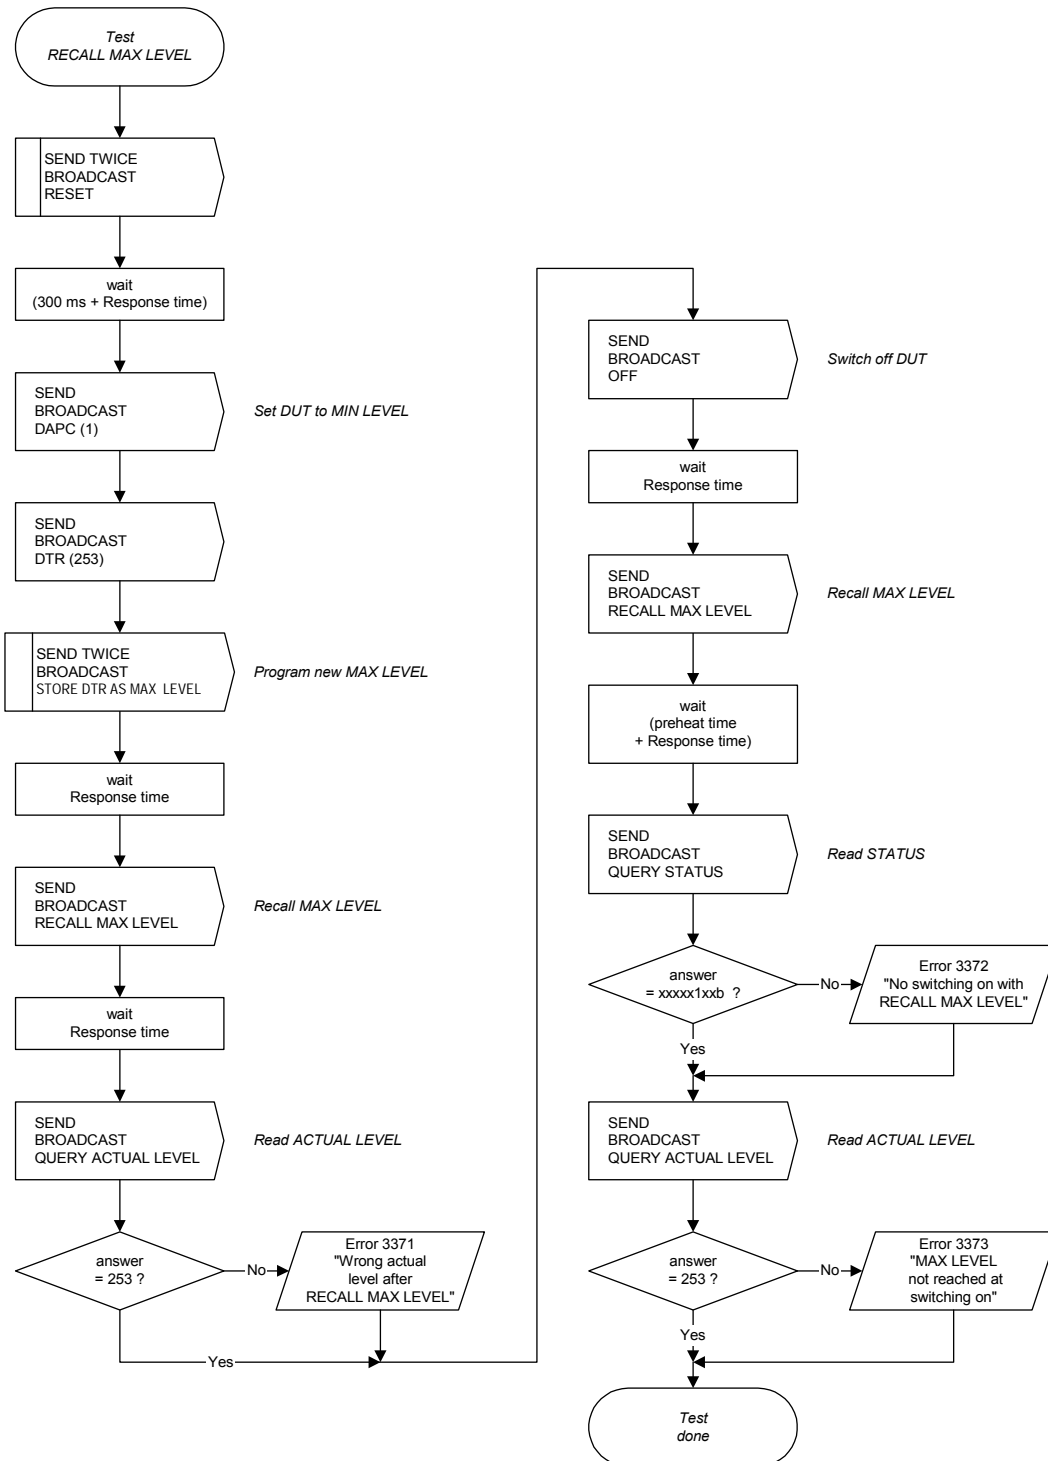 Test
RECALL MAX LEVEL
SEND TWICE
BROADCAST
RESET
wait
(300 ms + Response time)
SEND
BROADCAST
DAPC (1)
Set DUT to MIN LEVEL
SEND
BROADCAST
DTR (253)
SEND TWICE
BROADCAST
STORE DTR AS MAX LEVEL
Program new MAX LEVEL
wait
Response time
SEND
BROADCAST
RECALL MAX LEVEL
Recall MAX LEVEL
wait
Response time
SEND
BROADCAST
QUERY ACTUAL LEVEL
Read ACTUAL LEVEL
answer
= 253 ?
No
Error 3371
"Wrong actual
level after
RECALL MAX LEVEL"
Yes
SEND
BROADCAST
OFF
Switch off DUT
wait
Response time
SEND
BROADCAST
RECALL MAX LEVEL
Recall MAX LEVEL
wait
(preheat time
+ Response time)
SEND
BROADCAST
QUERY STATUS
Read STATUS
answer
= xxxxx1xxb ?
No
Error 3372
"No switching on with
RECALL MAX LEVEL"
Yes
SEND
BROADCAST
QUERY ACTUAL LEVEL
Read ACTUAL LEVEL
answer
= 253 ?
No
Error 3373
"MAX LEVEL
not reached at
switching on"
Yes
Test
done